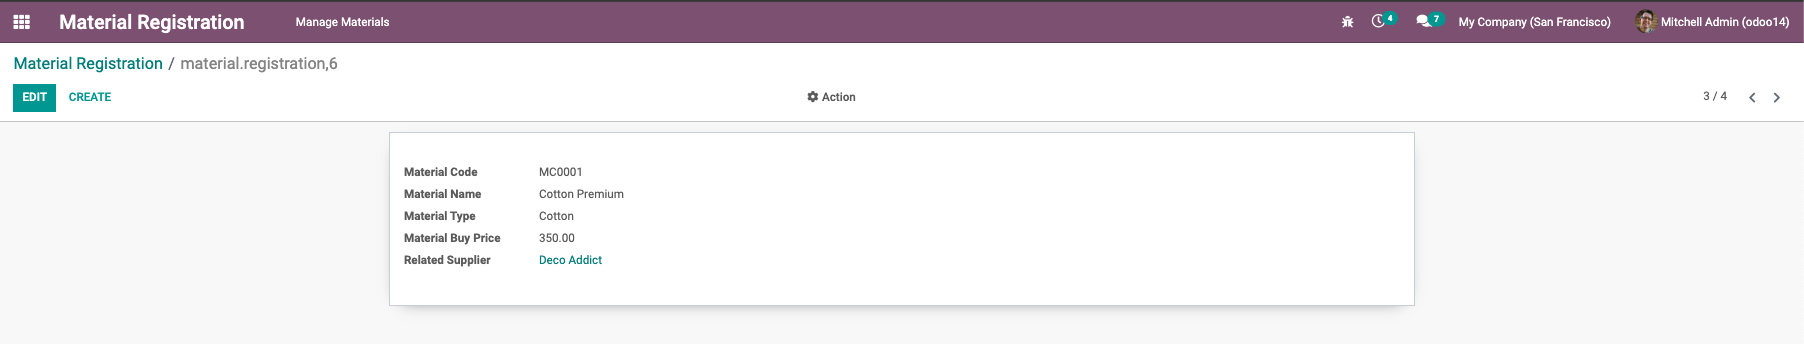 Material Registration Manage Materials 4 7 My Company (San Francisco) Mitchell Admin (odoo14)
Material Registration / material.registration,6
EDIT CREATE Action 3 / 4
Material Code MC0001
Material Name Cotton Premium
Material Type Cotton
Material Buy Price 350.00
Related Supplier Deco Addict